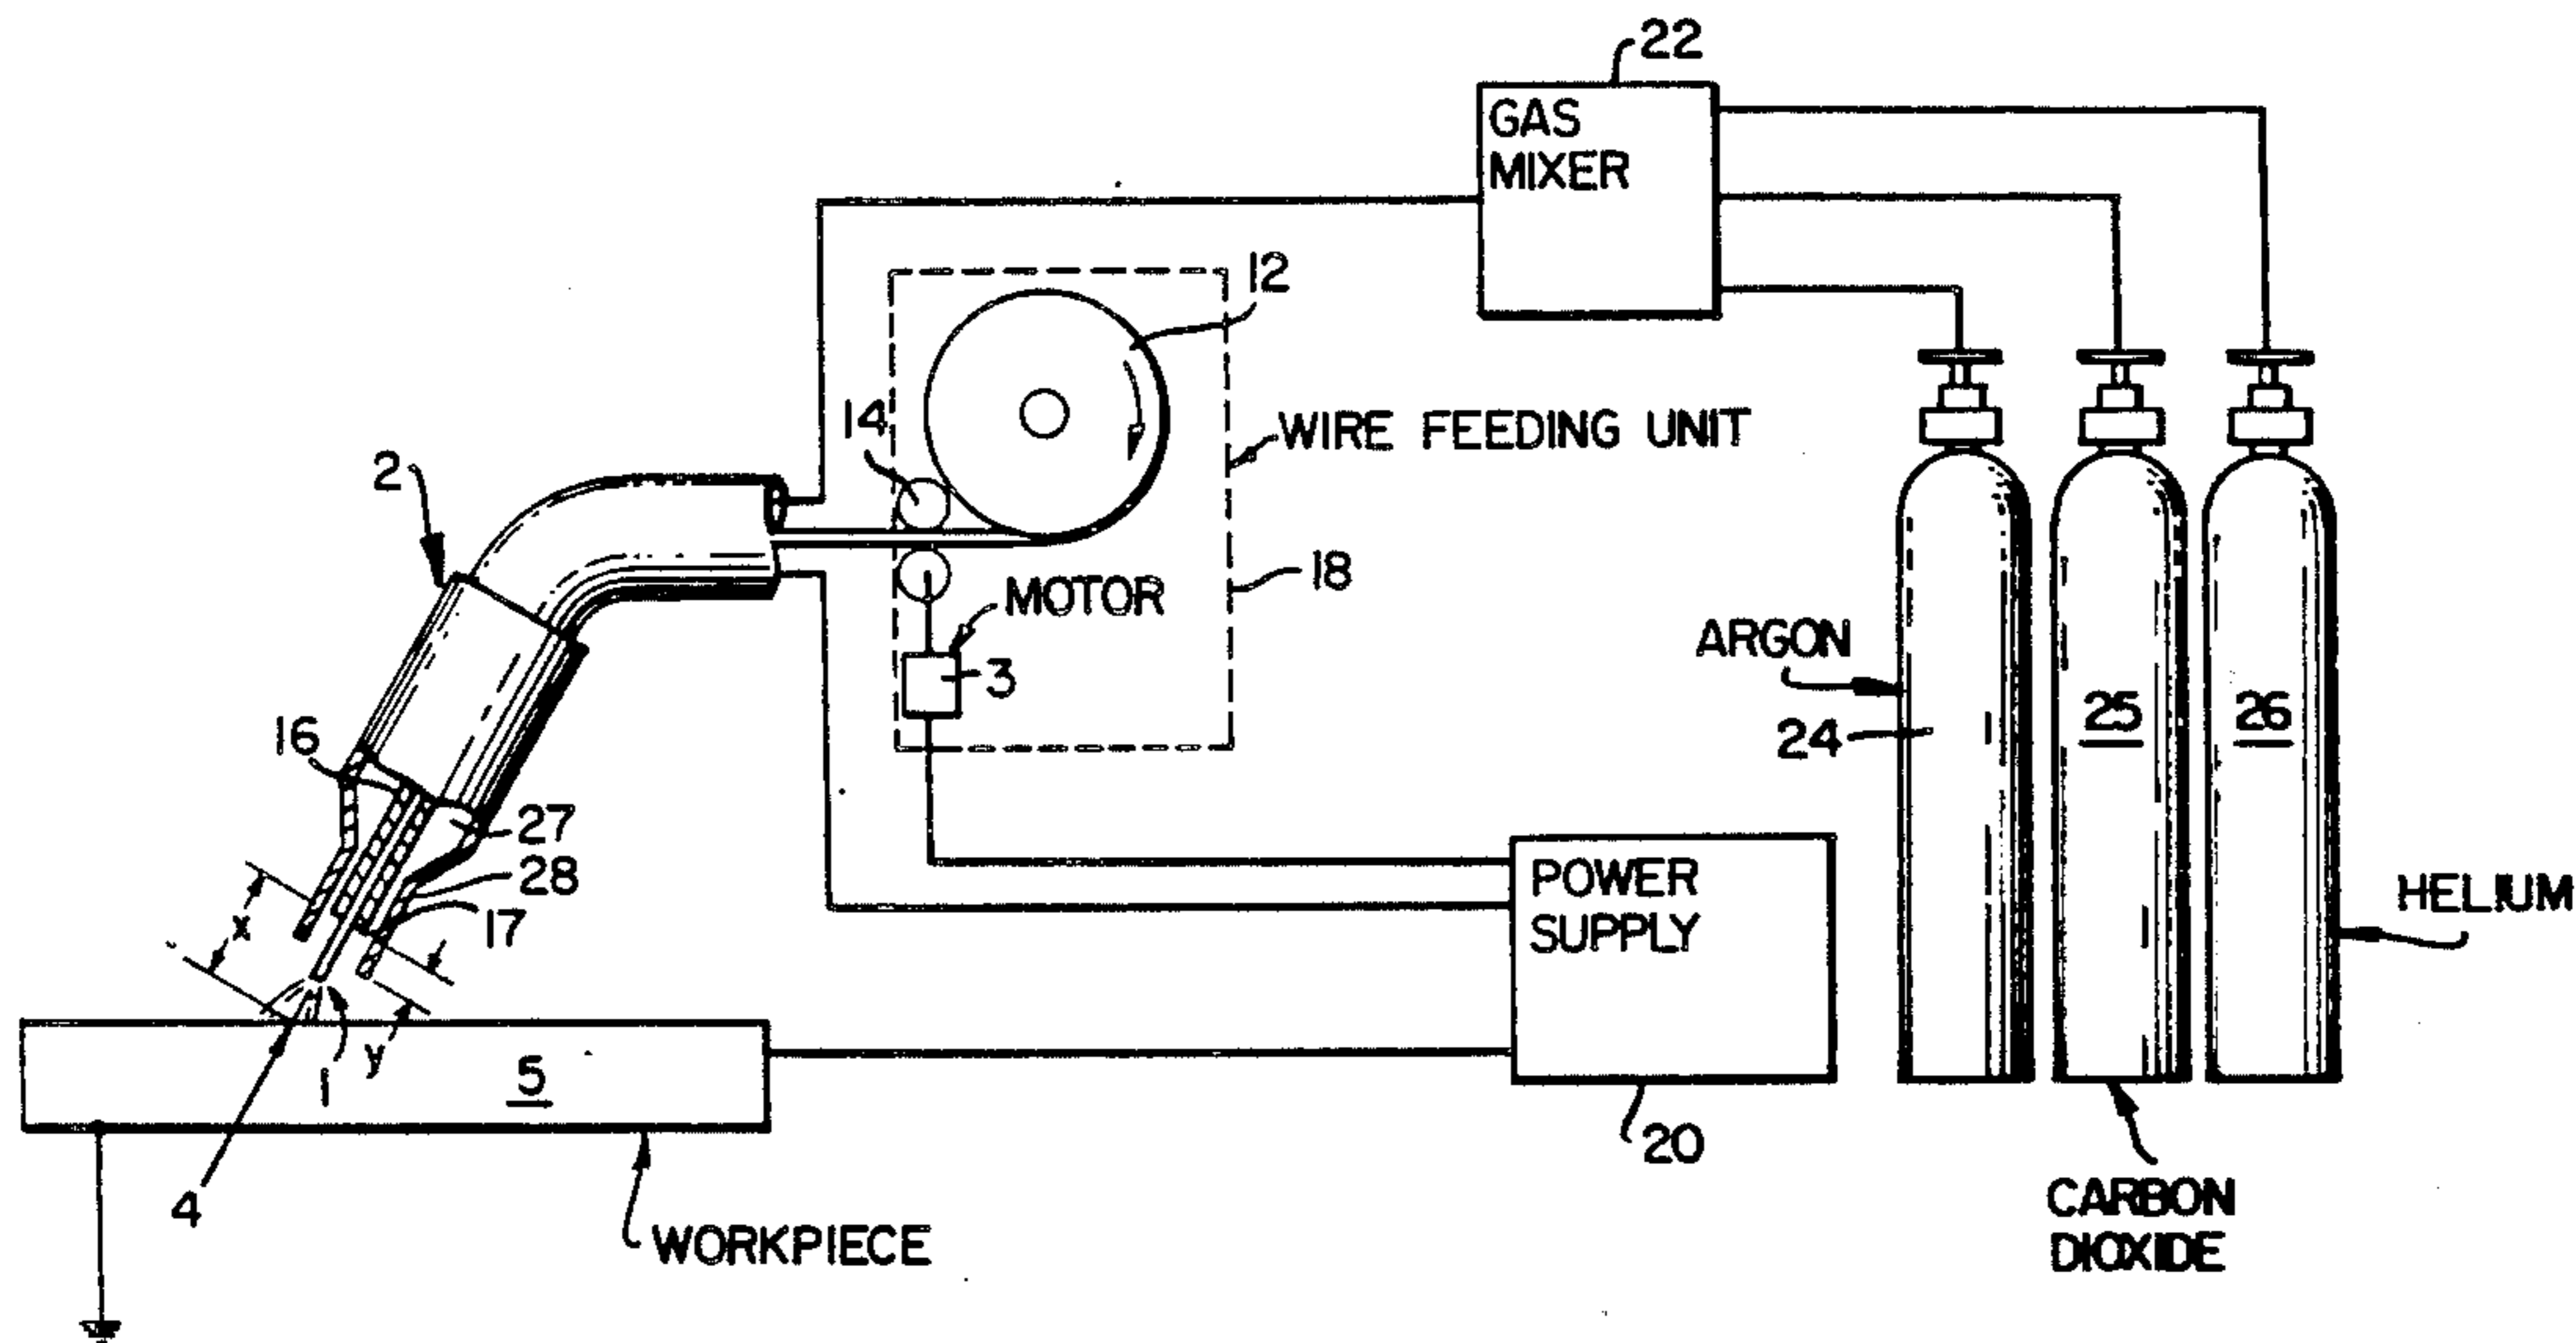 22
GAS
MIXER
12
14
WIRE FEEDING UNIT
2
18
MOTOR
3
ARGON
24
25
26
16
27
28
17
x
y
POWER
SUPPLY
HELIUM
1
5
4
20
WORKPIECE
CARBON
DIOXIDE